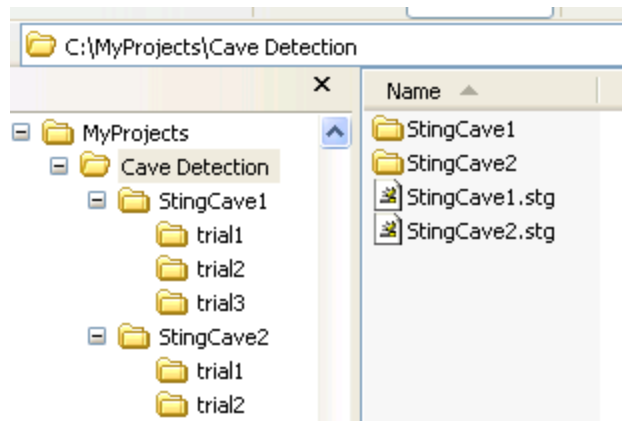 C:\MyProjects\Cave Detection
MyProjects
Cave Detection
StingCave1
trial1
trial2
trial3
StingCave2
trial1
trial2
Name
StingCave1
StingCave2
StingCave1.stg
StingCave2.stg